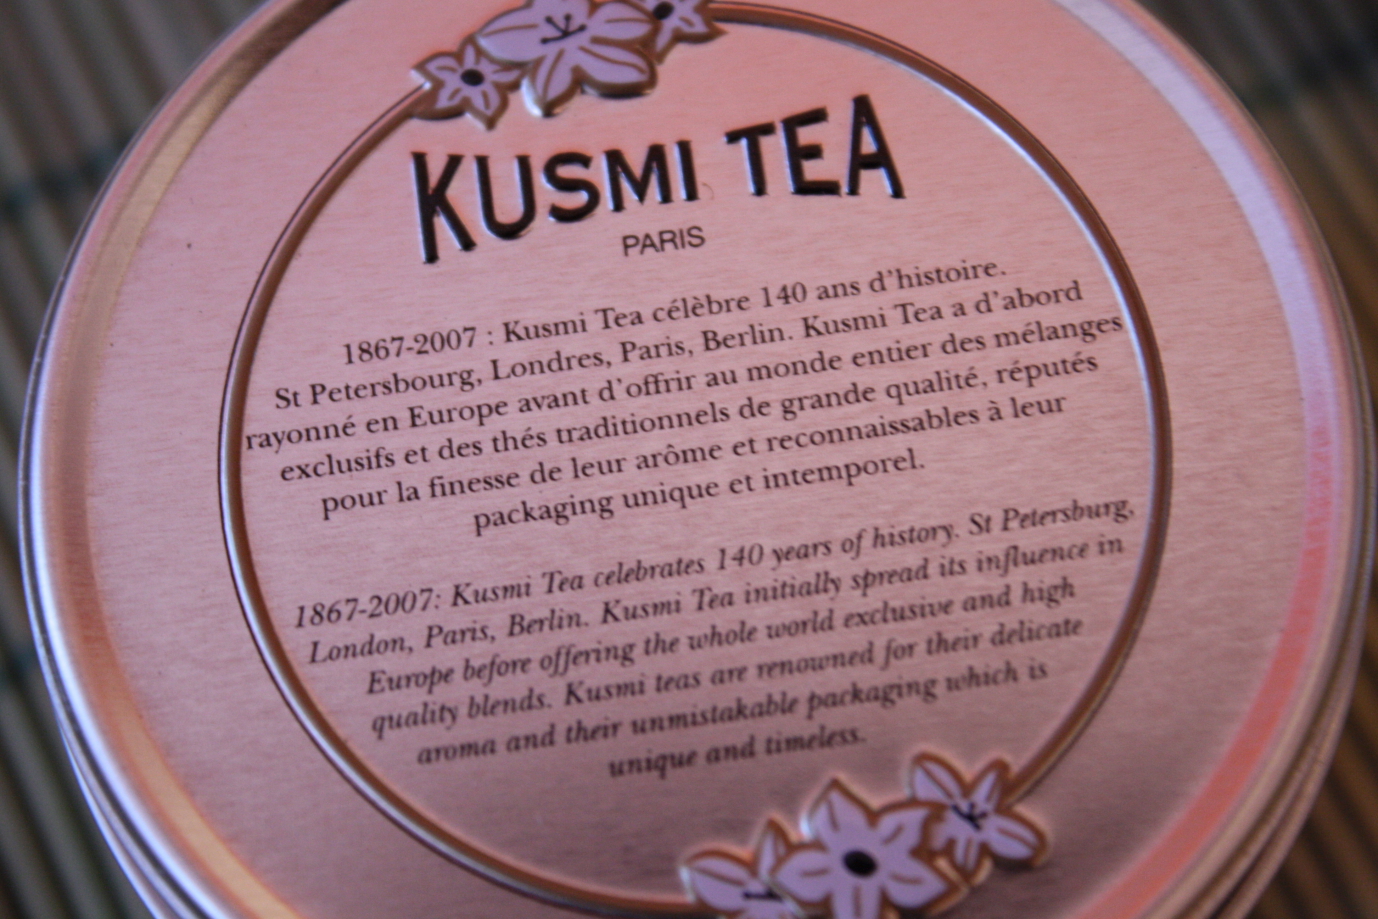 KUSMI TEA
PARIS
1867-2007 : Kusmi Tea célèbre 140 ans d'histoire.
St Petersbourg, Londres, Paris, Berlin. Kusmi Tea a d'abord
rayonné en Europe avant d'offrir au monde entier des mélanges
exclusifs et des thés traditionnels de grande qualité, réputés
pour la finesse de leur arôme et reconnaissables à leur
packaging unique et intemporel.
1867-2007: Kusmi Tea celebrates 140 years of history. St Petersburg,
London, Paris, Berlin. Kusmi Tea initially spread its influence in
Europe before offering the whole world exclusive and high
quality blends. Kusmi teas are renowned for their delicate
aroma and their unmistakable packaging which is
unique and timeless.